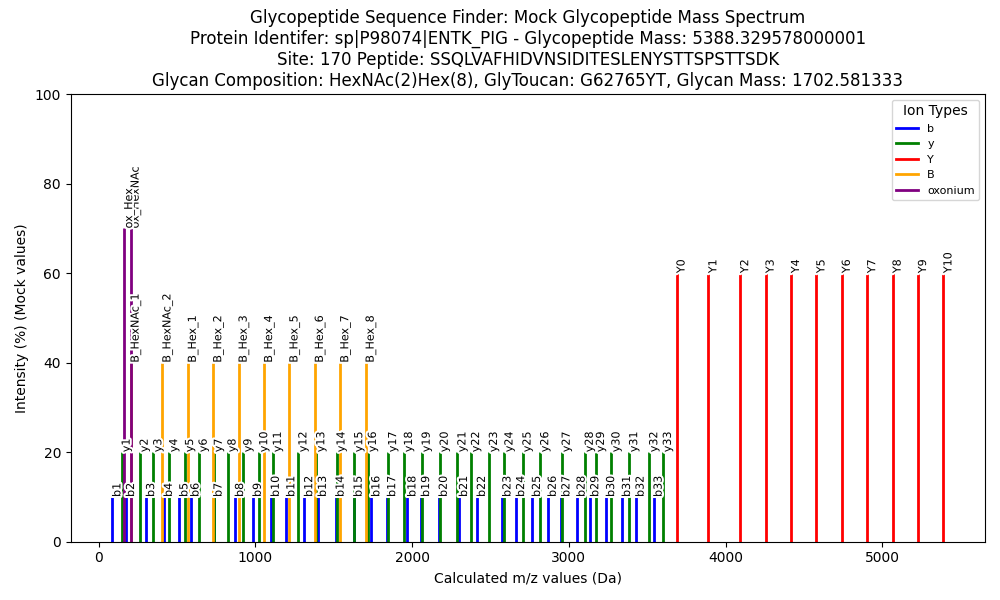 Glycopeptide Sequence Finder: Mock Glycopeptide Mass Spectrum
Protein Identifer: sp|P98074|ENTK_PIG - Glycopeptide Mass: 5388.329578000001
Site: 170 Peptide: SSQLVAFHIDVNSIDITESLENYSTTSPSTTSDK
Glycan Composition: HexNAc(2)Hex(8), GlyToucan: G62765YT, Glycan Mass: 1702.581333
100
80
60
40
20
0
Intensity (%) (Mock values)
Ion Types
b
y
Y
B
oxonium
ox_Hex
ox_HexNAc
Y0
Y1
Y2
Y3
Y4
Y5
Y6
Y7
Y8
Y9
Y10
B_HexNAc_1
B_HexNAc_2
B_Hex_1
B_Hex_2
B_Hex_3
B_Hex_4
B_Hex_5
B_Hex_6
B_Hex_7
B_Hex_8
y1
y2
y3
y4
y5
y6
y7
y8
y9
y10
y11
y12
y13
y14
y15
y16
y17
y18
y19
y20
y21
y22
y23
y24
y25
y26
y27
y28
y29
y30
y31
y32
y33
b1
b2
b3
b4
b5
b6
b7
b8
b9
b10
b11
b12
b13
b14
b15
b16
b17
b18
b19
b20
b21
b22
b23
b24
b25
b26
b27
b28
b29
b30
b31
b32
b33
0
1000
2000
3000
4000
5000
Calculated m/z values (Da)